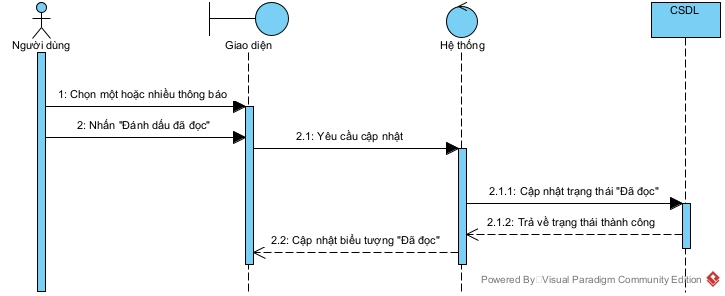 CSDL
Người dùng
Giao diện
Hệ thống
1: Chọn một hoặc nhiều thông báo
2: Nhấn "Đánh dấu đã đọc"
2.1: Yêu cầu cập nhật
2.1.1: Cập nhật trạng thái "Đã đọc"
2.1.2: Trả về trạng thái thành công
2.2: Cập nhật biểu tượng "Đã đọc"
Powered By Visual Paradigm Community Edition